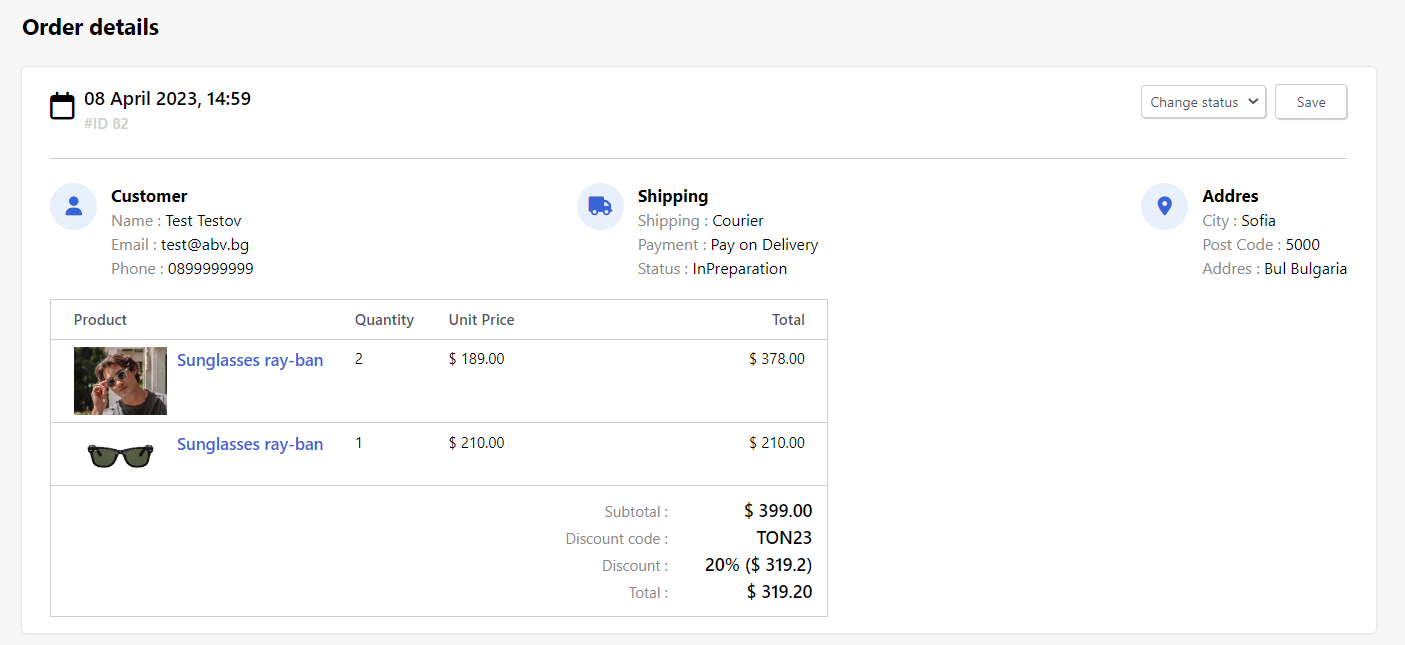 Order details
08 April 2023, 14:59
#ID 82
Change status
Save
Customer
Name : Test Testov
Email : test@abv.bg
Phone : 0899999999
Shipping
Shipping : Courier
Payment : Pay on Delivery
Status : InPreparation
Addres
City : Sofia
Post Code : 5000
Addres : Bul Bulgaria
Product Quantity Unit Price Total
Sunglasses ray-ban 2 $ 189.00 $ 378.00
Sunglasses ray-ban 1 $ 210.00 $ 210.00
Subtotal : $ 399.00
Discount code : TON23
Discount : 20% ($ 319.2)
Total : $ 319.20